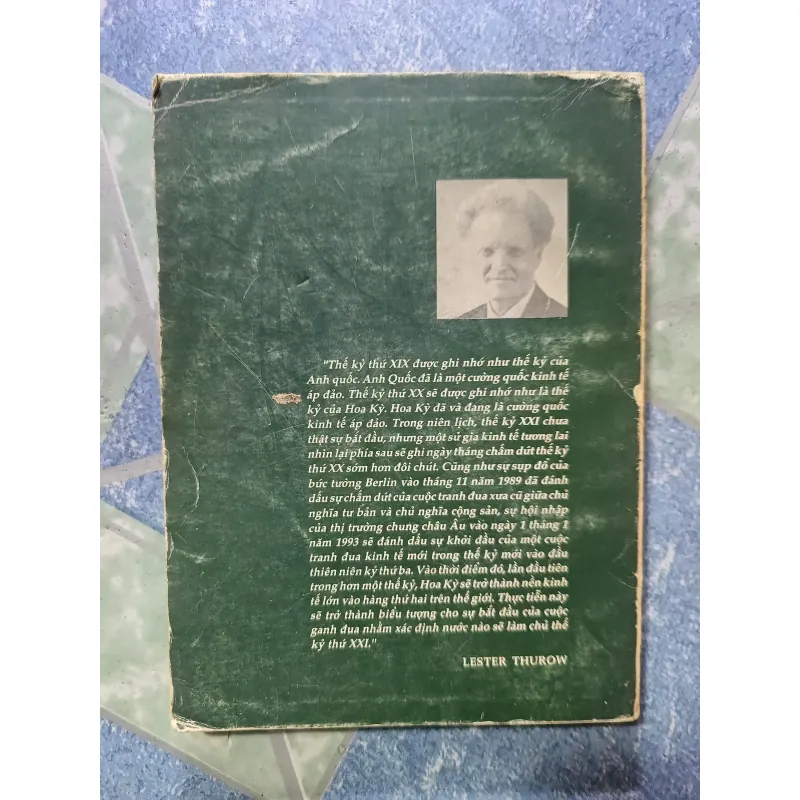 "Thế kỷ thứ XIX được ghi nhớ như thế kỷ của
Anh quốc. Anh Quốc đã là một cường quốc kinh tế
áp đảo. Thế kỷ thứ XX sẽ được ghi nhớ như là thế
kỷ của Hoa Kỳ. Hoa Kỳ đã và đang là cường quốc
kinh tế áp đảo. Trong niên lịch, thế kỷ XXI chưa
thật sự bắt đầu, nhưng một sử gia kinh tế tương lai
nhìn lại phía sau sẽ ghi ngày tháng chấm dứt thế kỷ
thứ XX sớm hơn đôi chút. Cũng như sự sụp đổ của
bức tường Berlin vào tháng 11 năm 1989 đã đánh
dấu sự chấm dứt của cuộc tranh đua xưa cũ giữa chủ
nghĩa tư bản và chủ nghĩa cộng sản, sự hội nhập
của thị trường chung châu Âu vào ngày 1 tháng 1
năm 1993 sẽ đánh dấu sự khởi đầu của một cuộc
tranh đua kinh tế mới trong thế kỷ mới vào đầu
thiên niên kỷ thứ ba. Vào thời điểm đó, lần đầu tiên
trong hơn một thế kỷ, Hoa Kỳ sẽ trở thành nền kinh
tế lớn vào hàng thứ hai trên thế giới. Thực tiễn này
sẽ trở thành biểu tượng cho sự bắt đầu của cuộc
ganh đua nhằm xác định nước nào sẽ làm chủ thế
kỷ thứ XXI."
LESTER THUROW